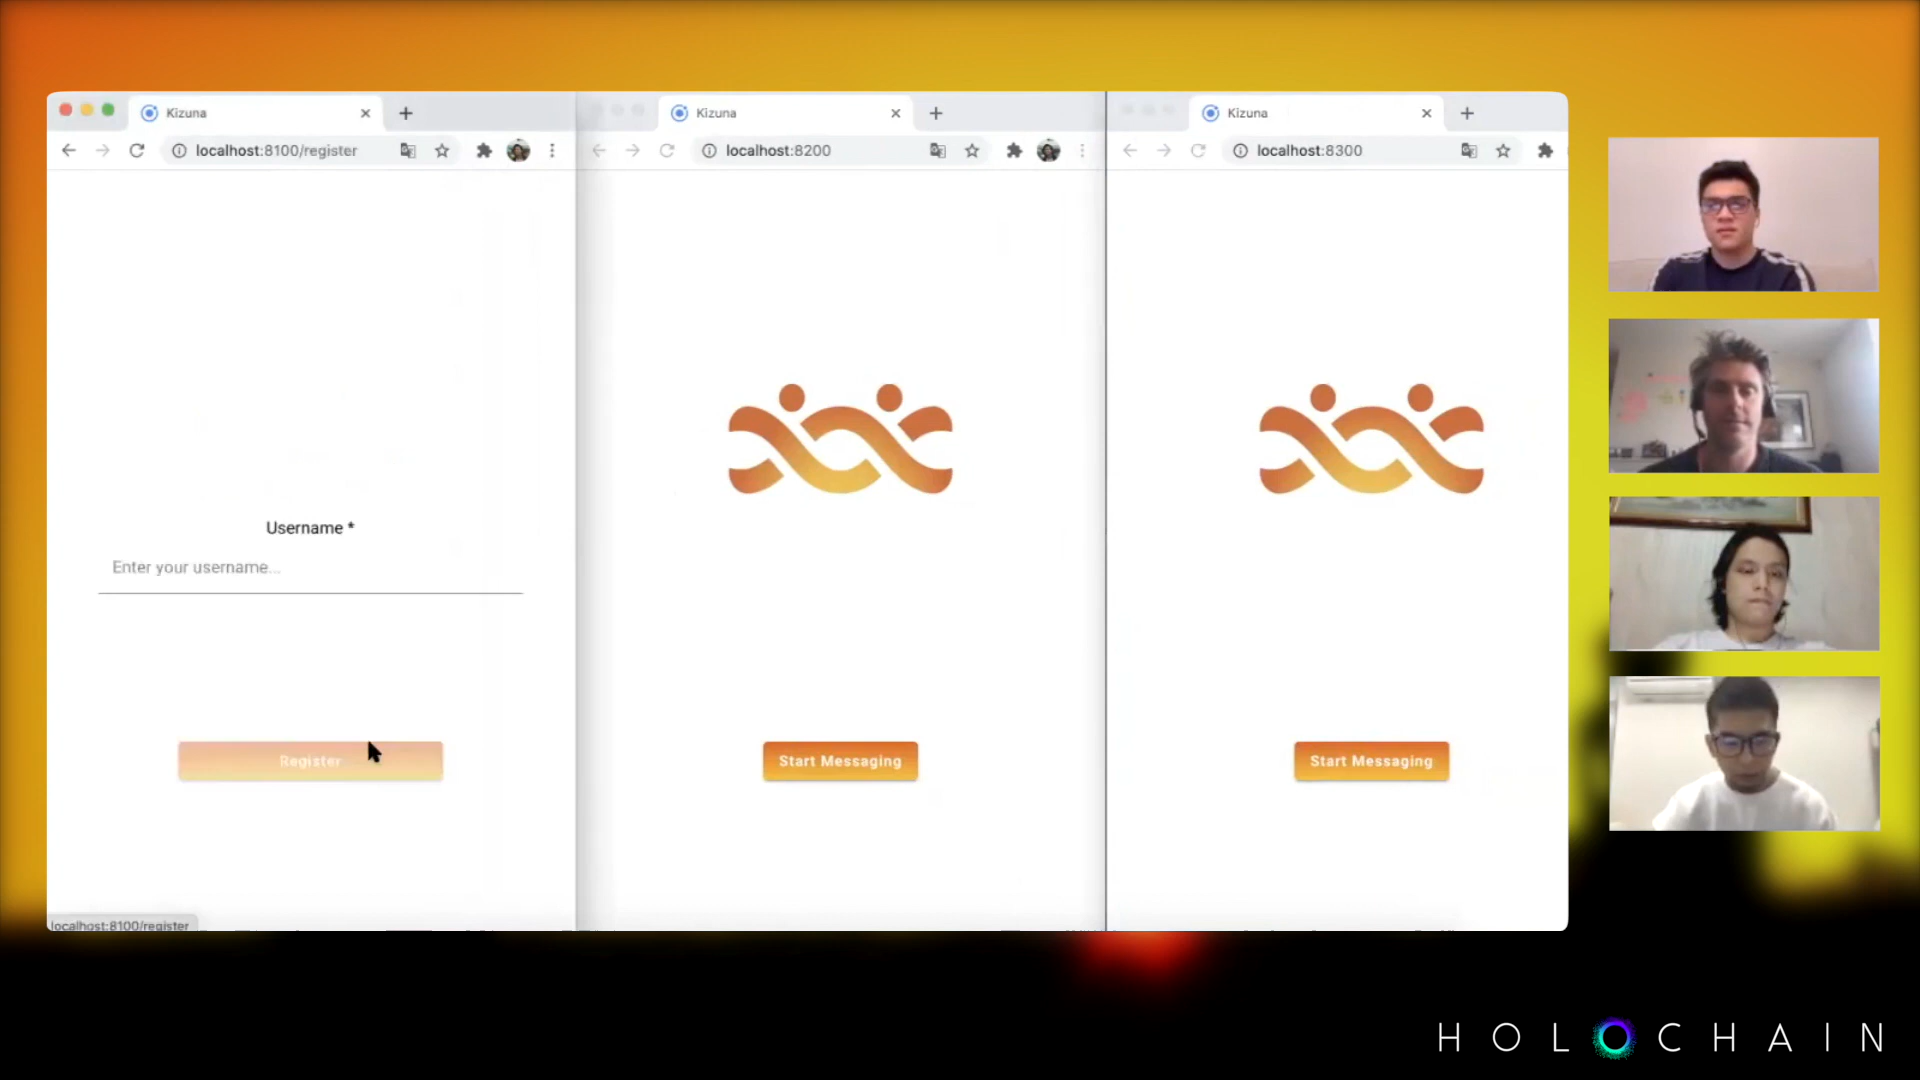 Kizuna
localhost:8100/register
Username *
Enter your username...
Register
localhost:8100/register
Kizuna
localhost:8200
Start Messaging
Kizuna
localhost:8300
Start Messaging
HOLOCHAIN